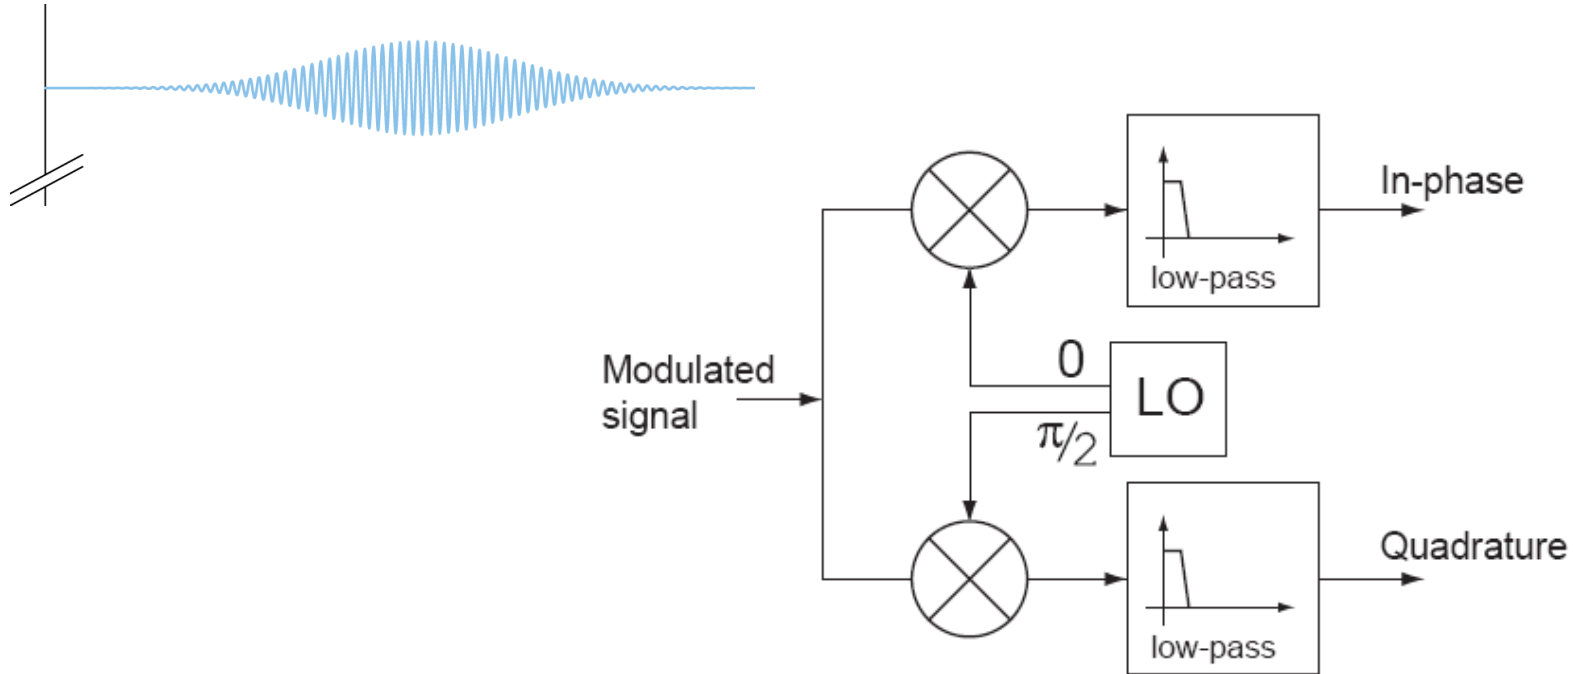 In-phase
low-pass
0
Modulated
signal
LO
π/2
Quadrature
low-pass